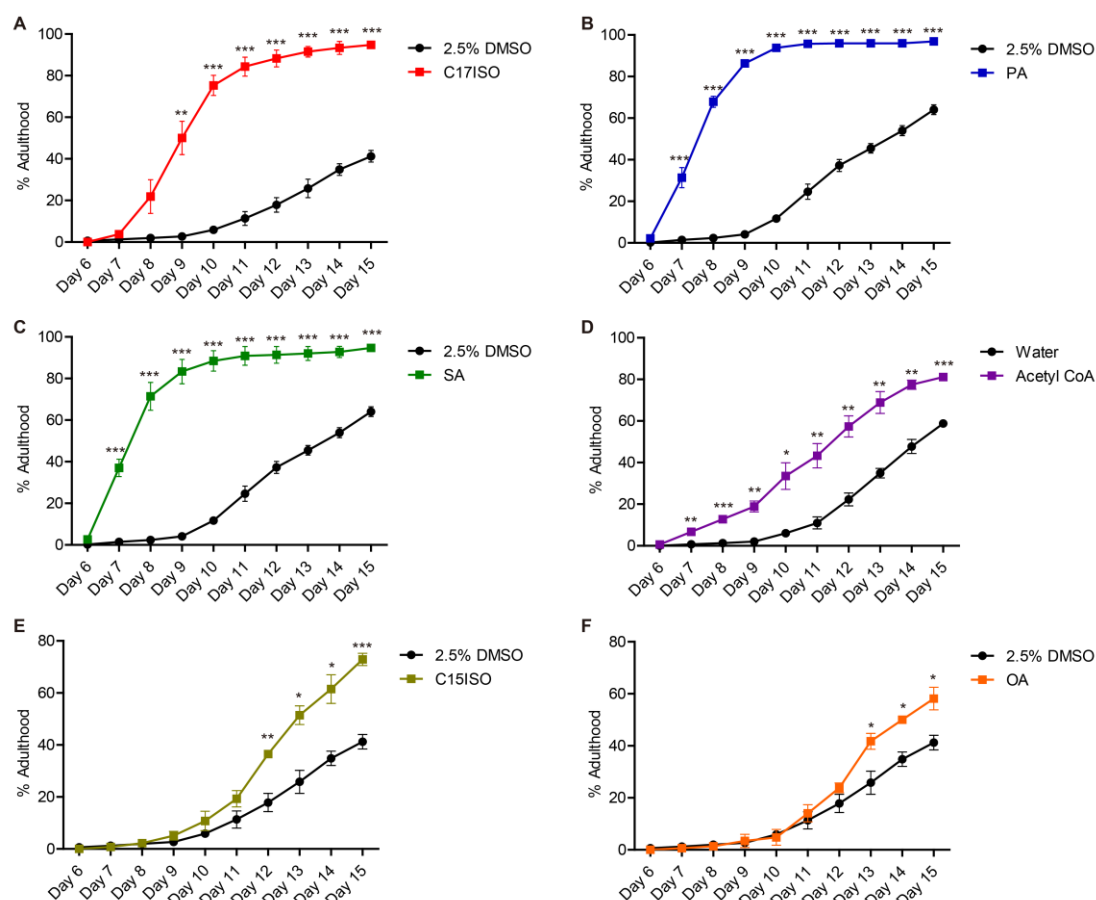 A
% Adulthood
100
80
60
40
20
0
** *** *** *** *** *** ***
2.5% DMSO
C17ISO
Day 6 Day 7 Day 8 Day 9 Day 10 Day 11 Day 12 Day 13 Day 14 Day 15
B
% Adulthood
100
80
60
40
20
0
*** *** *** *** *** *** *** *** ***
2.5% DMSO
PA
Day 6 Day 7 Day 8 Day 9 Day 10 Day 11 Day 12 Day 13 Day 14 Day 15
C
% Adulthood
100
80
60
40
20
0
*** *** *** *** *** *** *** *** ***
2.5% DMSO
SA
Day 6 Day 7 Day 8 Day 9 Day 10 Day 11 Day 12 Day 13 Day 14 Day 15
D
% Adulthood
100
80
60
40
20
0
** *** ** * ** ** ** ** ***
Water
Acetyl CoA
Day 6 Day 7 Day 8 Day 9 Day 10 Day 11 Day 12 Day 13 Day 14 Day 15
E
% Adulthood
80
60
40
20
0
** * * ***
2.5% DMSO
C15ISO
Day 6 Day 7 Day 8 Day 9 Day 10 Day 11 Day 12 Day 13 Day 14 Day 15
F
% Adulthood
80
60
40
20
0
* * *
2.5% DMSO
OA
Day 6 Day 7 Day 8 Day 9 Day 10 Day 11 Day 12 Day 13 Day 14 Day 15